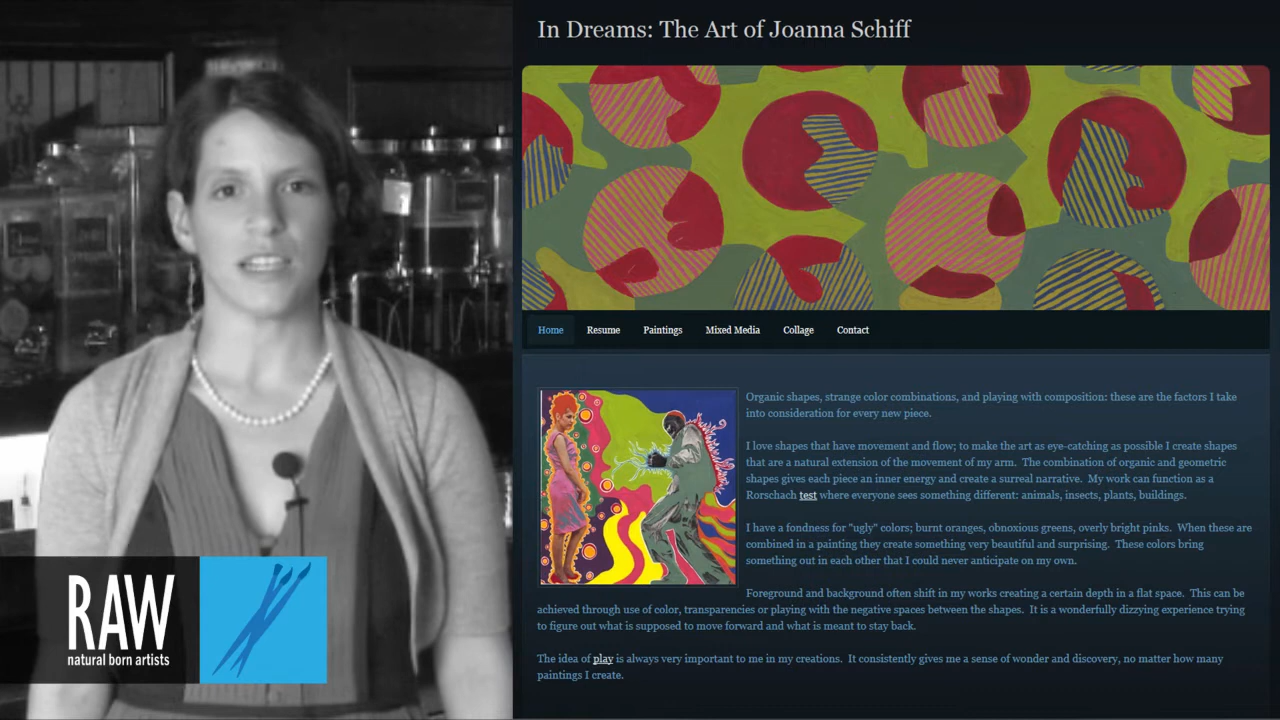 In Dreams: The Art of Joanna Schiff
Home Resume Paintings Mixed Media Collage Contact
Organic shapes, strange color combinations, and playing with composition: these are the factors I take
into consideration for every new piece.
I love shapes that have movement and flow; to make the art as eye-catching as possible I create shapes
that are a natural extension of the movement of my arm. The combination of organic and geometric
shapes gives each piece an inner energy and create a surreal narrative. My work can function as a
Rorschach test where everyone sees something different: animals, insects, plants, buildings.
I have a fondness for "ugly" colors; burnt oranges, obnoxious greens, overly bright pinks. When these are
combined in a painting they create something very beautiful and surprising. These colors bring
something out in each other that I could never anticipate on my own.
Foreground and background often shift in my works creating a certain depth in a flat space. This can be
achieved through use of color, transparencies or playing with the negative spaces between the shapes. It is a wonderfully dizzying experience trying
to figure out what is supposed to move forward and what is meant to stay back.
The idea of play is always very important to me in my creations. It consistently gives me a sense of wonder and discovery, no matter how many
paintings I create.
RAW
natural born artists